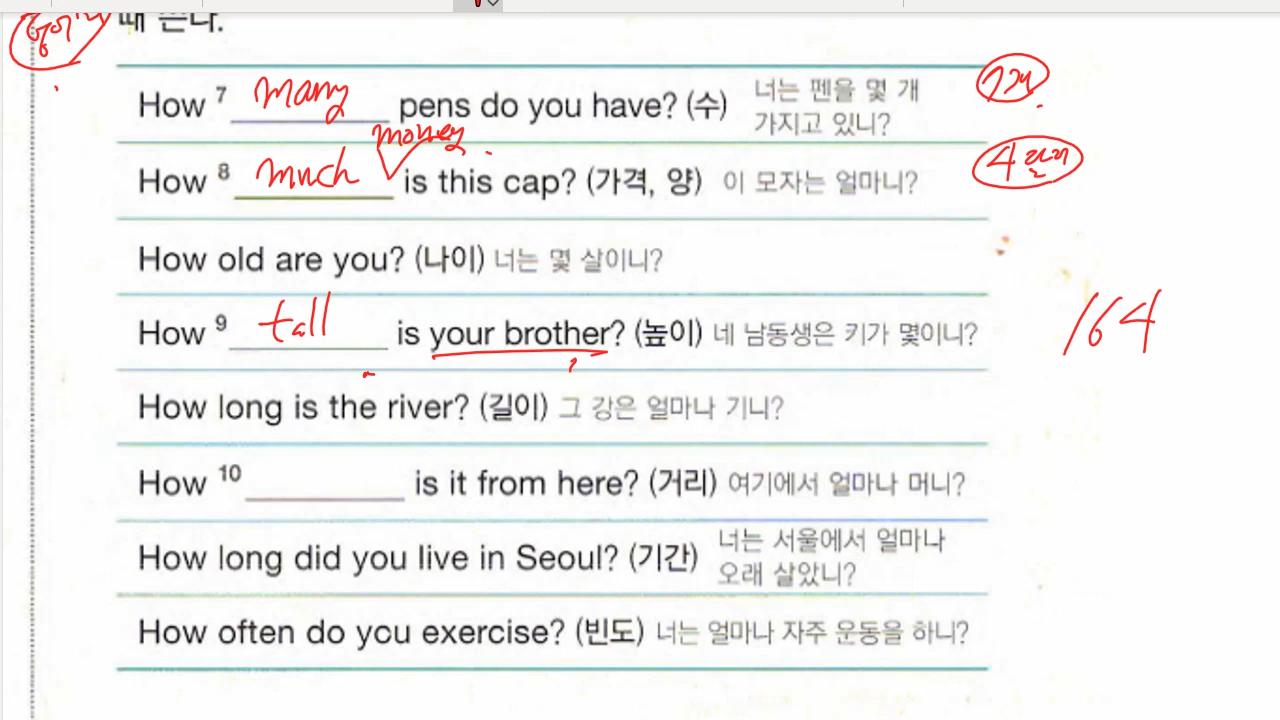 때 쓴다.
How 7 many pens do you have? (수) 너는 펜을 몇 개
가지고 있니?
money
How 8 much is this cap? (가격, 양) 이 모자는 얼마니?
How old are you? (나이) 너는 몇 살이니?
How 9 tall is your brother? (높이) 네 남동생은 키가 몇이니?
164
How long is the river? (길이) 그 강은 얼마나 기니?
How 10 is it from here? (거리) 여기에서 얼마나 머니?
How long did you live in Seoul? (기간) 너는 서울에서 얼마나
오래 살았니?
How often do you exercise? (빈도) 너는 얼마나 자주 운동을 하니?